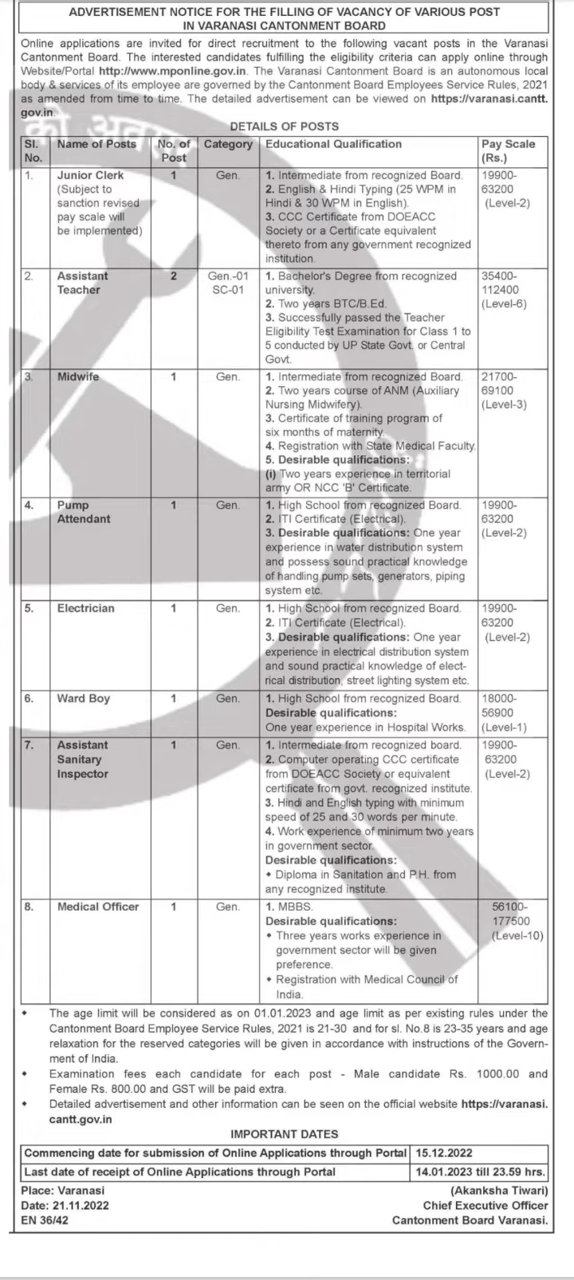 ADVERTISEMENT NOTICE FOR THE FILLING OF VACANCY OF VARIOUS POST
IN VARANASI CANTONMENT BOARD
Online applications are invited for direct recruitment to the following vacant posts in the Varanasi
Cantonment Board. The interested candidates fulfilling the eligibility criteria can apply online through
Website/Portal http://www.mponline.gov.in. The Varanasi Cantonment Board is an autonomous local
body & services of its employee are governed by the Cantonment Board Employees Service Rules, 2021
as amended from time to time. The detailed advertisement can be viewed on https://varanasi.cantt.
gov.in
DETAILS OF POSTS
Sl. No. Name of Posts No. of Post Category Educational Qualification Pay Scale (Rs.)
1. Junior Clerk 1 Gen. 1. Intermediate from recognized Board. 19900-
(Subject to 2. English & Hindi Typing (25 WPM in 63200
sanction revised Hindi & 30 WPM in English). (Level-2)
pay scale will 3. CCC Certificate from DOEACC
be implemented) Society or a Certificate equivalent
thereto from any government recognized
institution.
2. Assistant 2 Gen.-01 1. Bachelor's Degree from recognized 35400-
Teacher SC-01 university. 112400
2. Two years BTC/B.Ed. (Level-6)
3. Successfully passed the Teacher
Eligibility Test Examination for Class 1 to
5 conducted by UP State Govt. or Central
Govt.
3. Midwife 1 Gen. 1. Intermediate from recognized Board. 21700-
2. Two years course of ANM (Auxiliary 69100
Nursing Midwifery). (Level-3)
3. Certificate of training program of
six months of maternity.
4. Registration with State Medical Faculty.
5. Desirable qualifications:
(i) Two years experience in territorial
army OR NCC 'B' Certificate.
4. Pump 1 Gen. 1. High School from recognized Board. 19900-
Attendant 2. ITI Certificate (Electrical). 63200
3. Desirable qualifications: One year (Level-2)
experience in water distribution system
and possess sound practical knowledge
of handling pump sets, generators, piping
system etc.
5. Electrician 1 Gen. 1. High School from recognized Board. 19900-
2. ITI Certificate (Electrical). 63200
3. Desirable qualifications: One year (Level-2)
experience in electrical distribution system
and sound practical knowledge of elect-
rical distribution, street lighting system etc.
6. Ward Boy 1 Gen. 1. High School from recognized Board. 18000-
Desirable qualifications: 56900
One year experience in Hospital Works. (Level-1)
7. Assistant 1 Gen. 1. Intermediate from recognized board. 19900-
Sanitary 2. Computer operating CCC certificate 63200
Inspector from DOEACC Society or equivalent (Level-2)
certificate from govt. recognized institute.
3. Hindi and English typing with minimum
speed of 25 and 30 words per minute.
4. Work experience of minimum two years
in government sector.
Desirable qualifications:
• Diploma in Sanitation and P.H. from
any recognized institute.
8. Medical Officer 1 Gen. 1. MBBS. 56100-
Desirable qualifications: 177500
• Three years works experience in (Level-10)
government sector will be given
preference.
• Registration with Medical Council of
India.
• The age limit will be considered as on 01.01.2023 and age limit as per existing rules under the
Cantonment Board Employee Service Rules, 2021 is 21-30 and for sl. No.8 is 23-35 years and age
relaxation for the reserved categories will be given in accordance with instructions of the Govern-
ment of India.
• Examination fees each candidate for each post - Male candidate Rs. 1000.00 and
Female Rs. 800.00 and GST will be paid extra.
• Detailed advertisement and other information can be seen on the official website https://varanasi.
cantt.gov.in
IMPORTANT DATES
Commencing date for submission of Online Applications through Portal 15.12.2022
Last date of receipt of Online Applications through Portal 14.01.2023 till 23.59 hrs.
Place: Varanasi (Akanksha Tiwari)
Date: 21.11.2022 Chief Executive Officer
EN 36/42 Cantonment Board Varanasi.